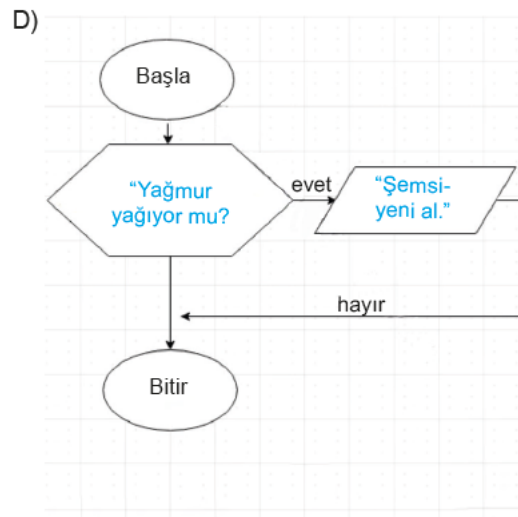 D)
Başla
“Yağmur
yağıyor mu?
evet
“Şemsi-
yeni al.”
hayır
Bitir